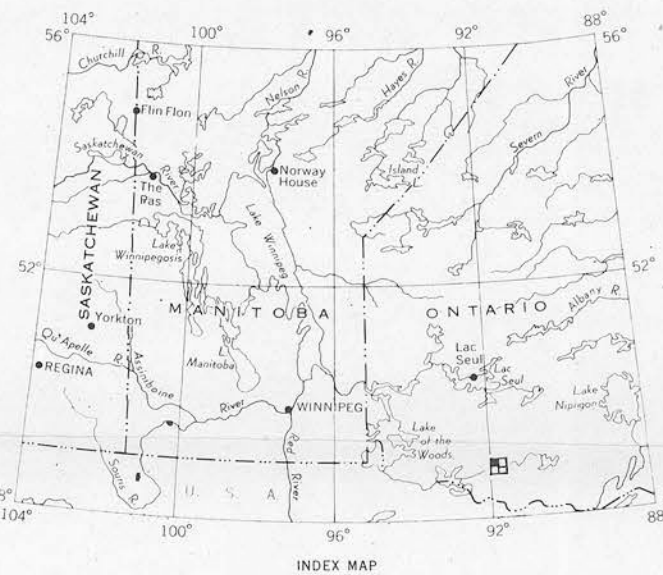 104°
100°
96°
92°
88°
56°
56°
Churchill R.
Nelson R.
Hayes R.
Severn River
Flin Flon
Saskatchewan River
The Pas
Norway House
Island L.
SASKATCHEWAN
Lake Winnipegosis
Lake Winnipeg
52°
52°
MANITOBA
ONTARIO
Albany R.
Yorkton
Qu'Apelle R.
REGINA
Assiniboine River
L. Manitoba
Lac Seul
Lac Seul
Lake Nipigon
WINNIPEG
Red River
Lake of the Woods
Souris R.
U. S. A.
8°
48°
104°
100°
96°
92°
88°
INDEX MAP